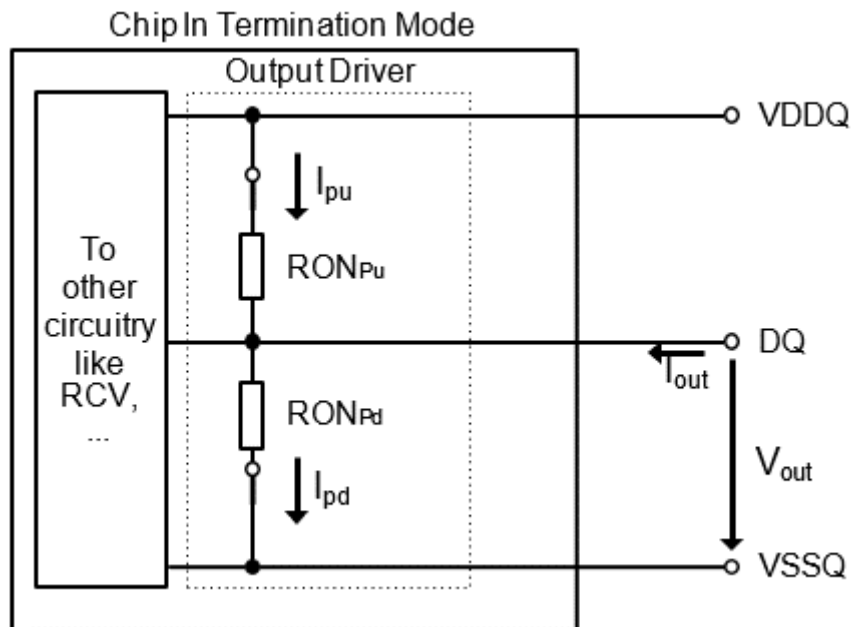 Chip In Termination Mode
Output Driver
VDDQ
Ipu
To
other
circuitry
like
RCV,
...
RONPu
DQ
Iout
RONPd
Vout
Ipd
VSSQ